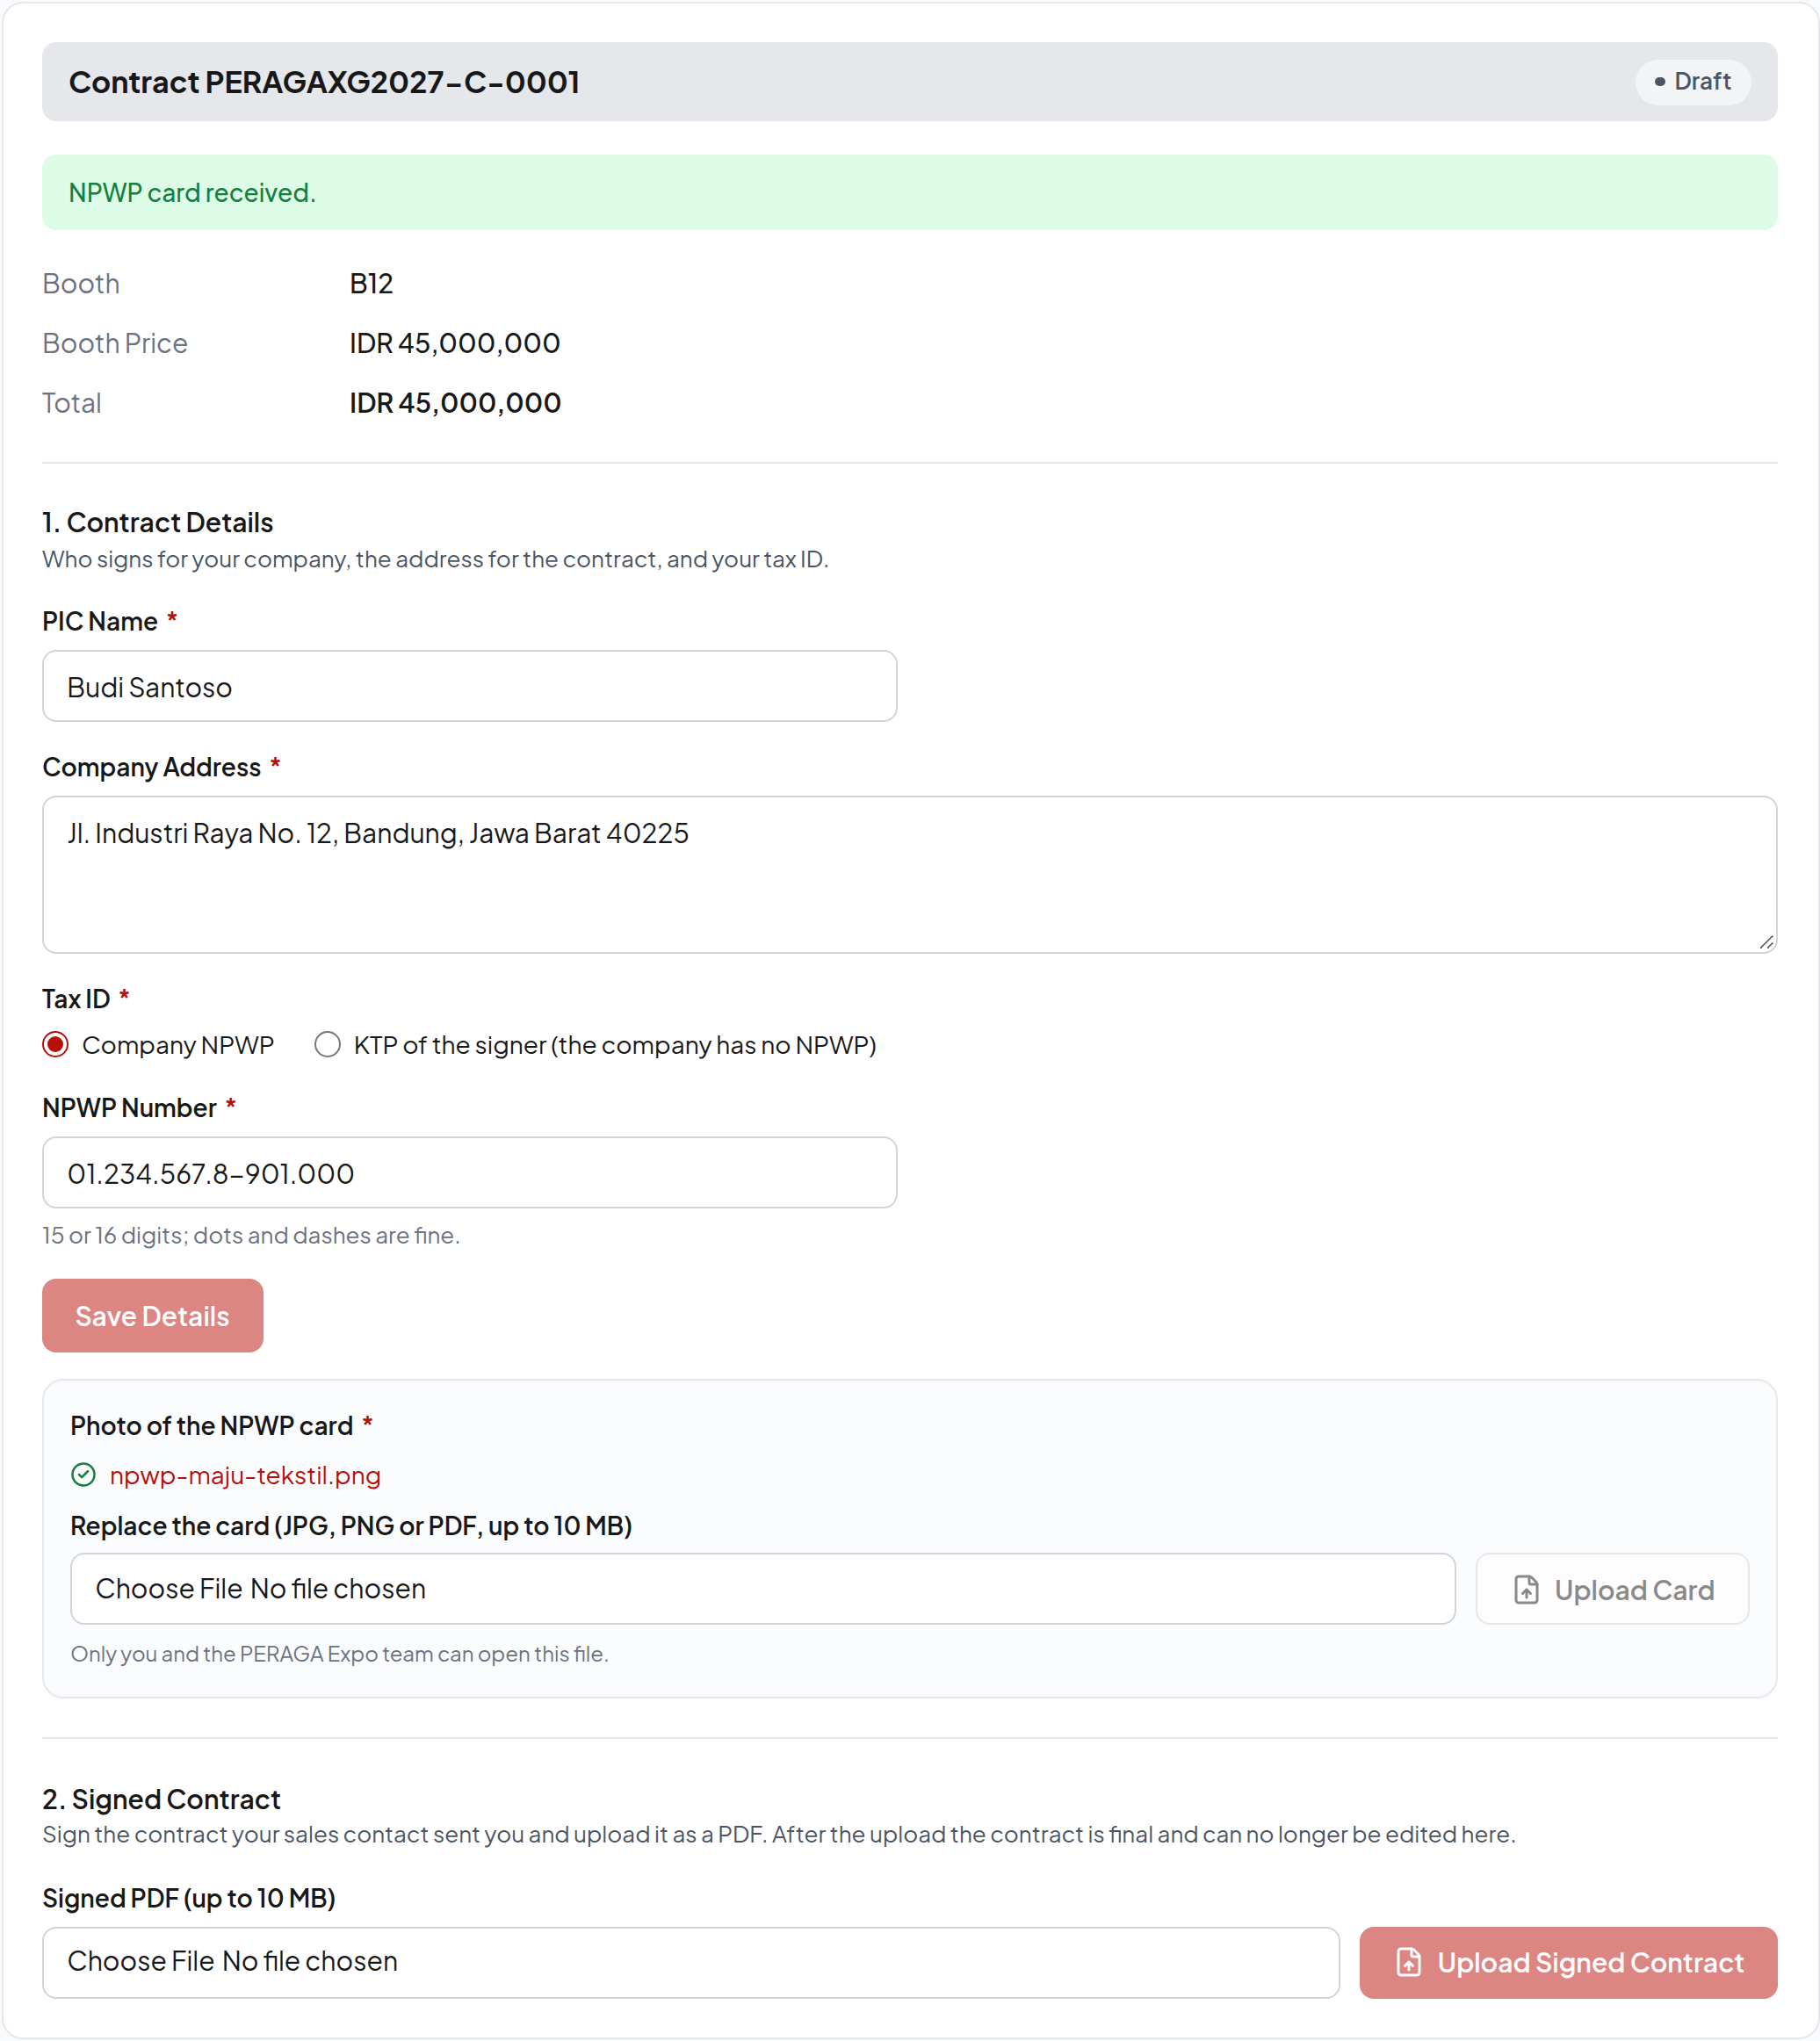 Contract PERAGAXG2027-C-0001
Draft
NPWP card received.
Booth B12
Booth Price IDR 45,000,000
Total IDR 45,000,000
1. Contract Details
Who signs for your company, the address for the contract, and your tax ID.
PIC Name *
Budi Santoso
Company Address *
Jl. Industri Raya No. 12, Bandung, Jawa Barat 40225
Tax ID *
Company NPWP KTP of the signer (the company has no NPWP)
NPWP Number *
01.234.567.8-901.000
15 or 16 digits; dots and dashes are fine.
Save Details
Photo of the NPWP card *
npwp-maju-tekstil.png
Replace the card (JPG, PNG or PDF, up to 10 MB)
Choose File No file chosen Upload Card
Only you and the PERAGA Expo team can open this file.
2. Signed Contract
Sign the contract your sales contact sent you and upload it as a PDF. After the upload the contract is final and can no longer be edited here.
Signed PDF (up to 10 MB)
Choose File No file chosen Upload Signed Contract